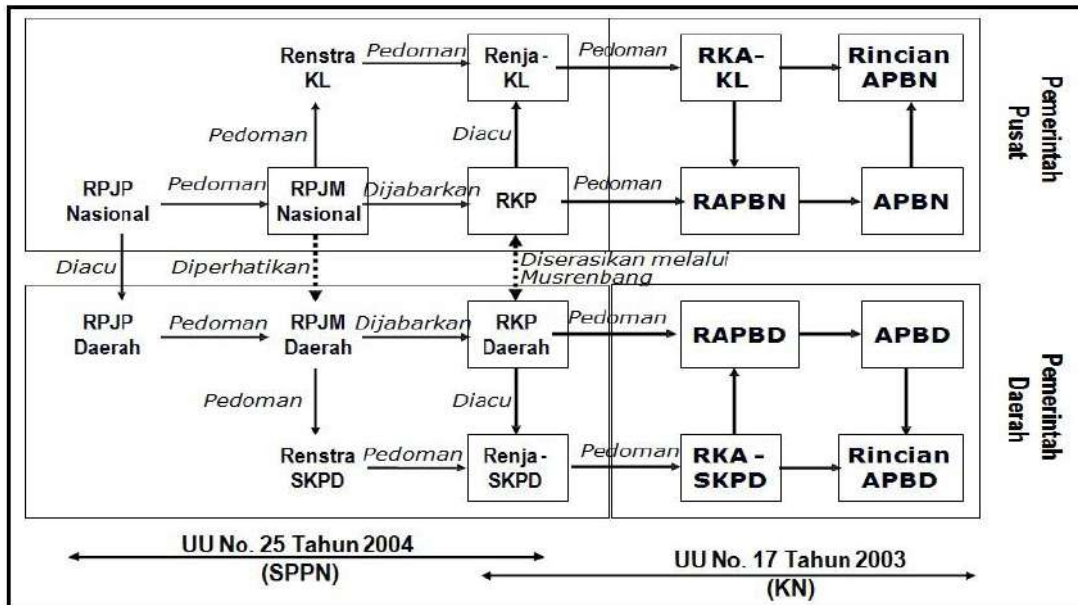 Renstra
KL
Pedoman
Renja -
KL
Pedoman
RKA-
KL
Rincian
APBN
Pemerintah
Pusat
Pedoman
Diacu
RPJP
Nasional
Pedoman
RPJM
Nasional
Dijabarkan
RKP
Pedoman
RAPBN
APBN
Diacu
Diperhatikan
Diserasikan melalui
Musrenbang
RPJP
Daerah
Pedoman
RPJM
Daerah
Dijabarkan
RKP
Daerah
Pedoman
RAPBD
APBD
Pemerintah
Daerah
Pedoman
Diacu
Renstra
SKPD
Pedoman
Renja -
SKPD
Pedoman
RKA -
SKPD
Rincian
APBD
UU No. 25 Tahun 2004
(SPPN)
UU No. 17 Tahun 2003
(KN)